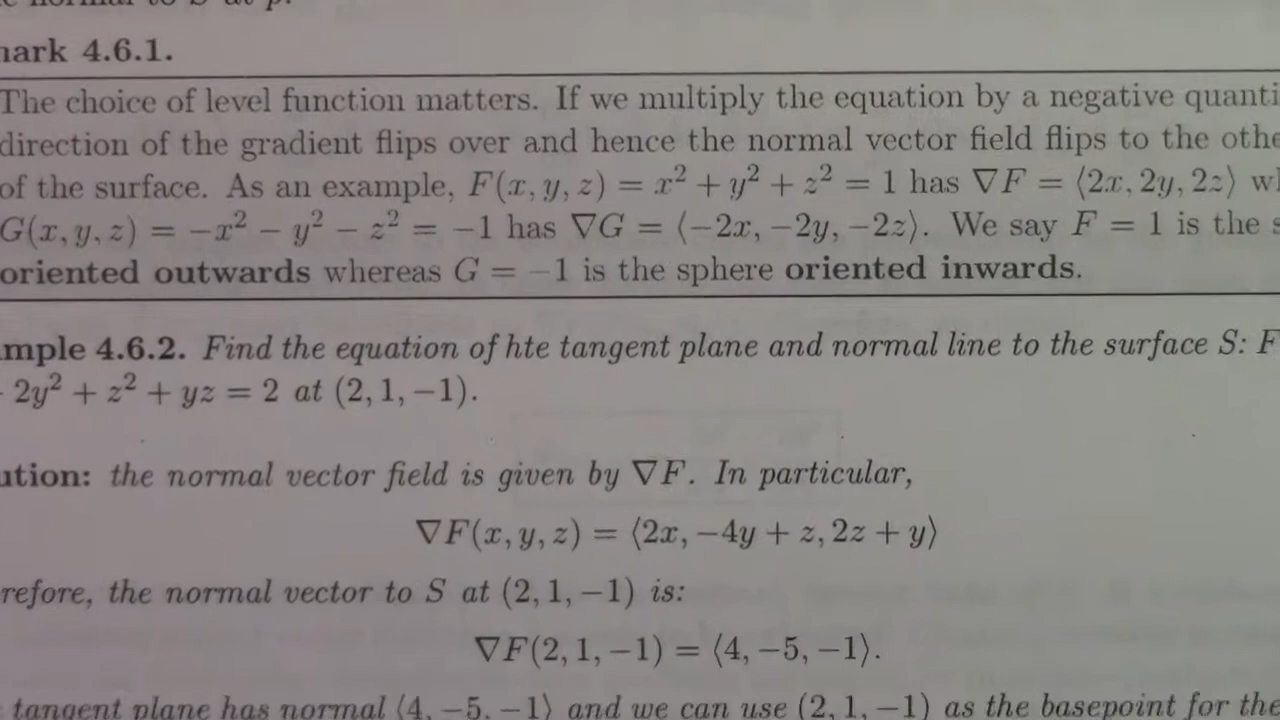 mark 4.6.1.
The choice of level function matters. If we multiply the equation by a negative quanti
direction of the gradient flips over and hence the normal vector field flips to the othe
of the surface. As an example, F(x, y, z) = x² + y² + z² = 1 has ∇F = ⟨2x, 2y, 2z⟩ wh
G(x, y, z) = −x² − y² − z² = −1 has ∇G = ⟨−2x, −2y, −2z⟩. We say F = 1 is the s
oriented outwards whereas G = −1 is the sphere oriented inwards.
mple 4.6.2. Find the equation of hte tangent plane and normal line to the surface S: F
2y² + z² + yz = 2 at (2, 1, −1).
ution: the normal vector field is given by ∇F. In particular,
∇F(x, y, z) = ⟨2x, −4y + z, 2z + y⟩
refore, the normal vector to S at (2, 1, −1) is:
∇F(2, 1, −1) = ⟨4, −5, −1⟩.
tangent plane has normal ⟨4, −5, −1⟩ and we can use (2, 1, −1) as the basepoint for the